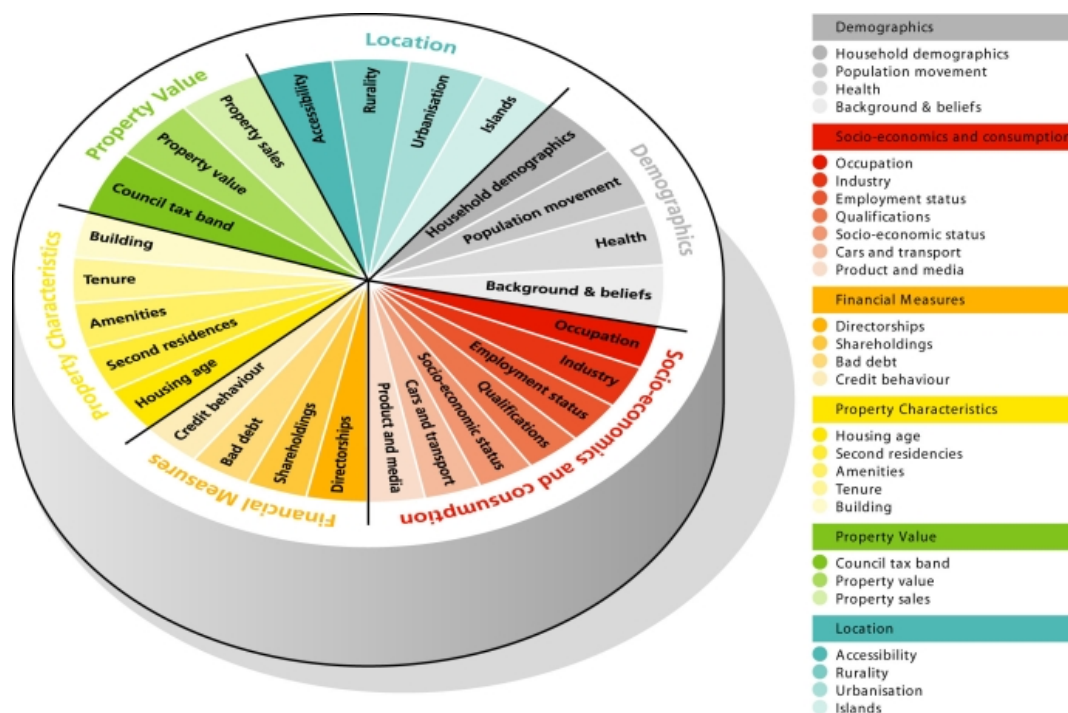 Location
Property Value
Demographics
Property Characteristics
Financial Measures
Socio-economics and consumption
Accessibility
Rurality
Urbanisation
Islands
Household demographics
Population movement
Health
Background & beliefs
Occupation
Industry
Employment status
Qualifications
Socio-economic status
Cars and transport
Product and media
Directorships
Shareholdings
Bad debt
Credit behaviour
Housing age
Second residences
Amenities
Tenure
Building
Council tax band
Property value
Property sales
Demographics
Household demographics
Population movement
Health
Background & beliefs
Socio-economics and consumption
Occupation
Industry
Employment status
Qualifications
Socio-economic status
Cars and transport
Product and media
Financial Measures
Directorships
Shareholdings
Bad debt
Credit behaviour
Property Characteristics
Housing age
Second residencies
Amenities
Tenure
Building
Property Value
Council tax band
Property value
Property sales
Location
Accessibility
Rurality
Urbanisation
Islands